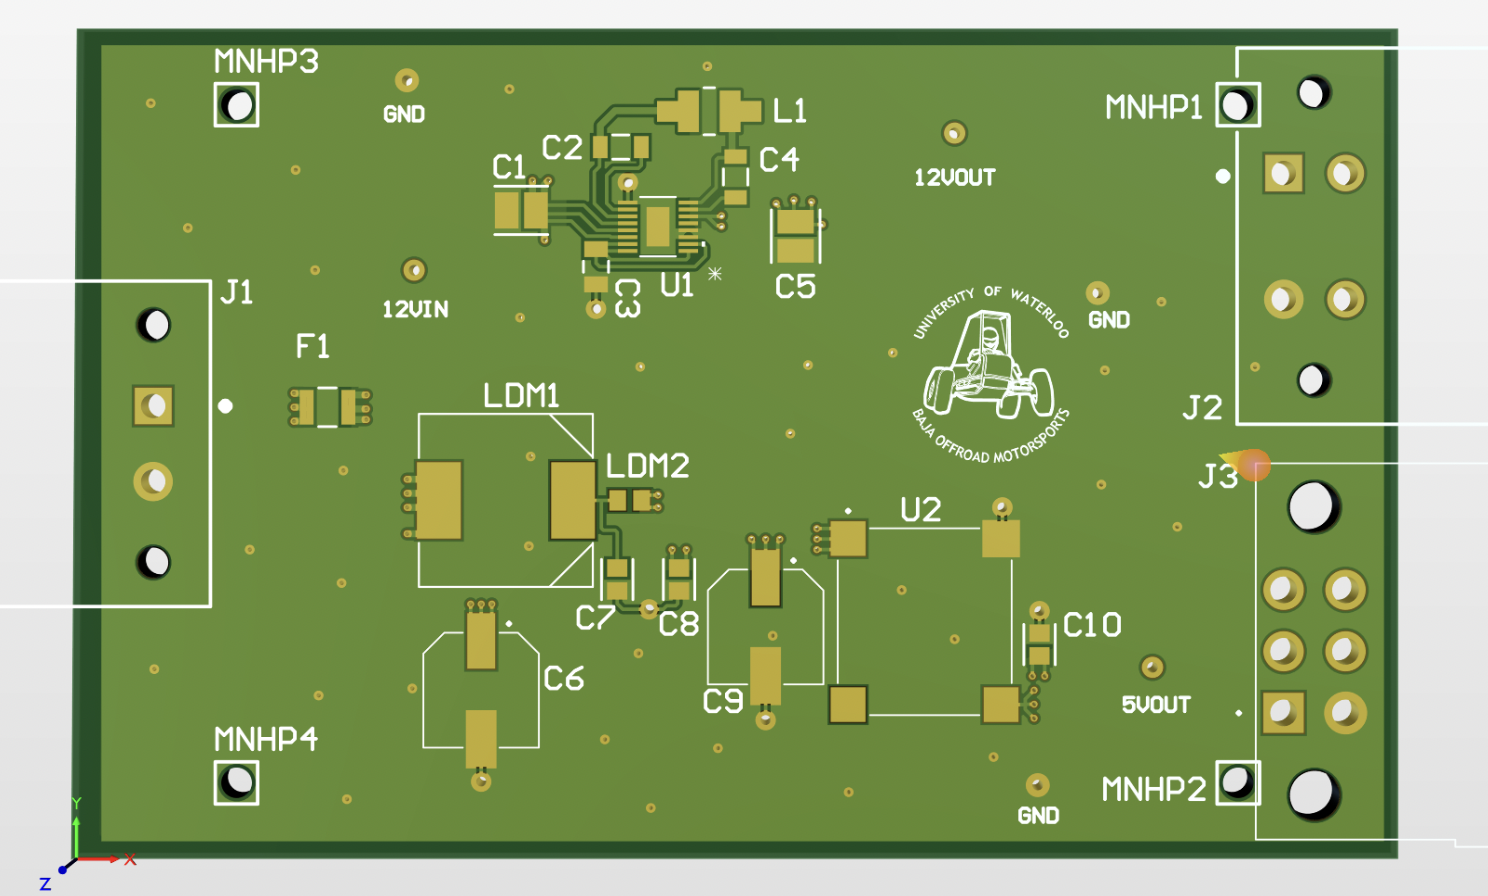 MNHP3
GND
L1
C2
C1
C4
MNHP1
12VOUT
J1
12VIN
U1
C3
C5
UNIVERSITY OF WATERLOO
GND
F1
BAJA OFFROAD MOTORSPORTS
J2
LDM1
LDM2
J3
U2
C7
C8
C10
C6
C9
5VOUT
MNHP4
MNHP2
GND
Y
X
Z